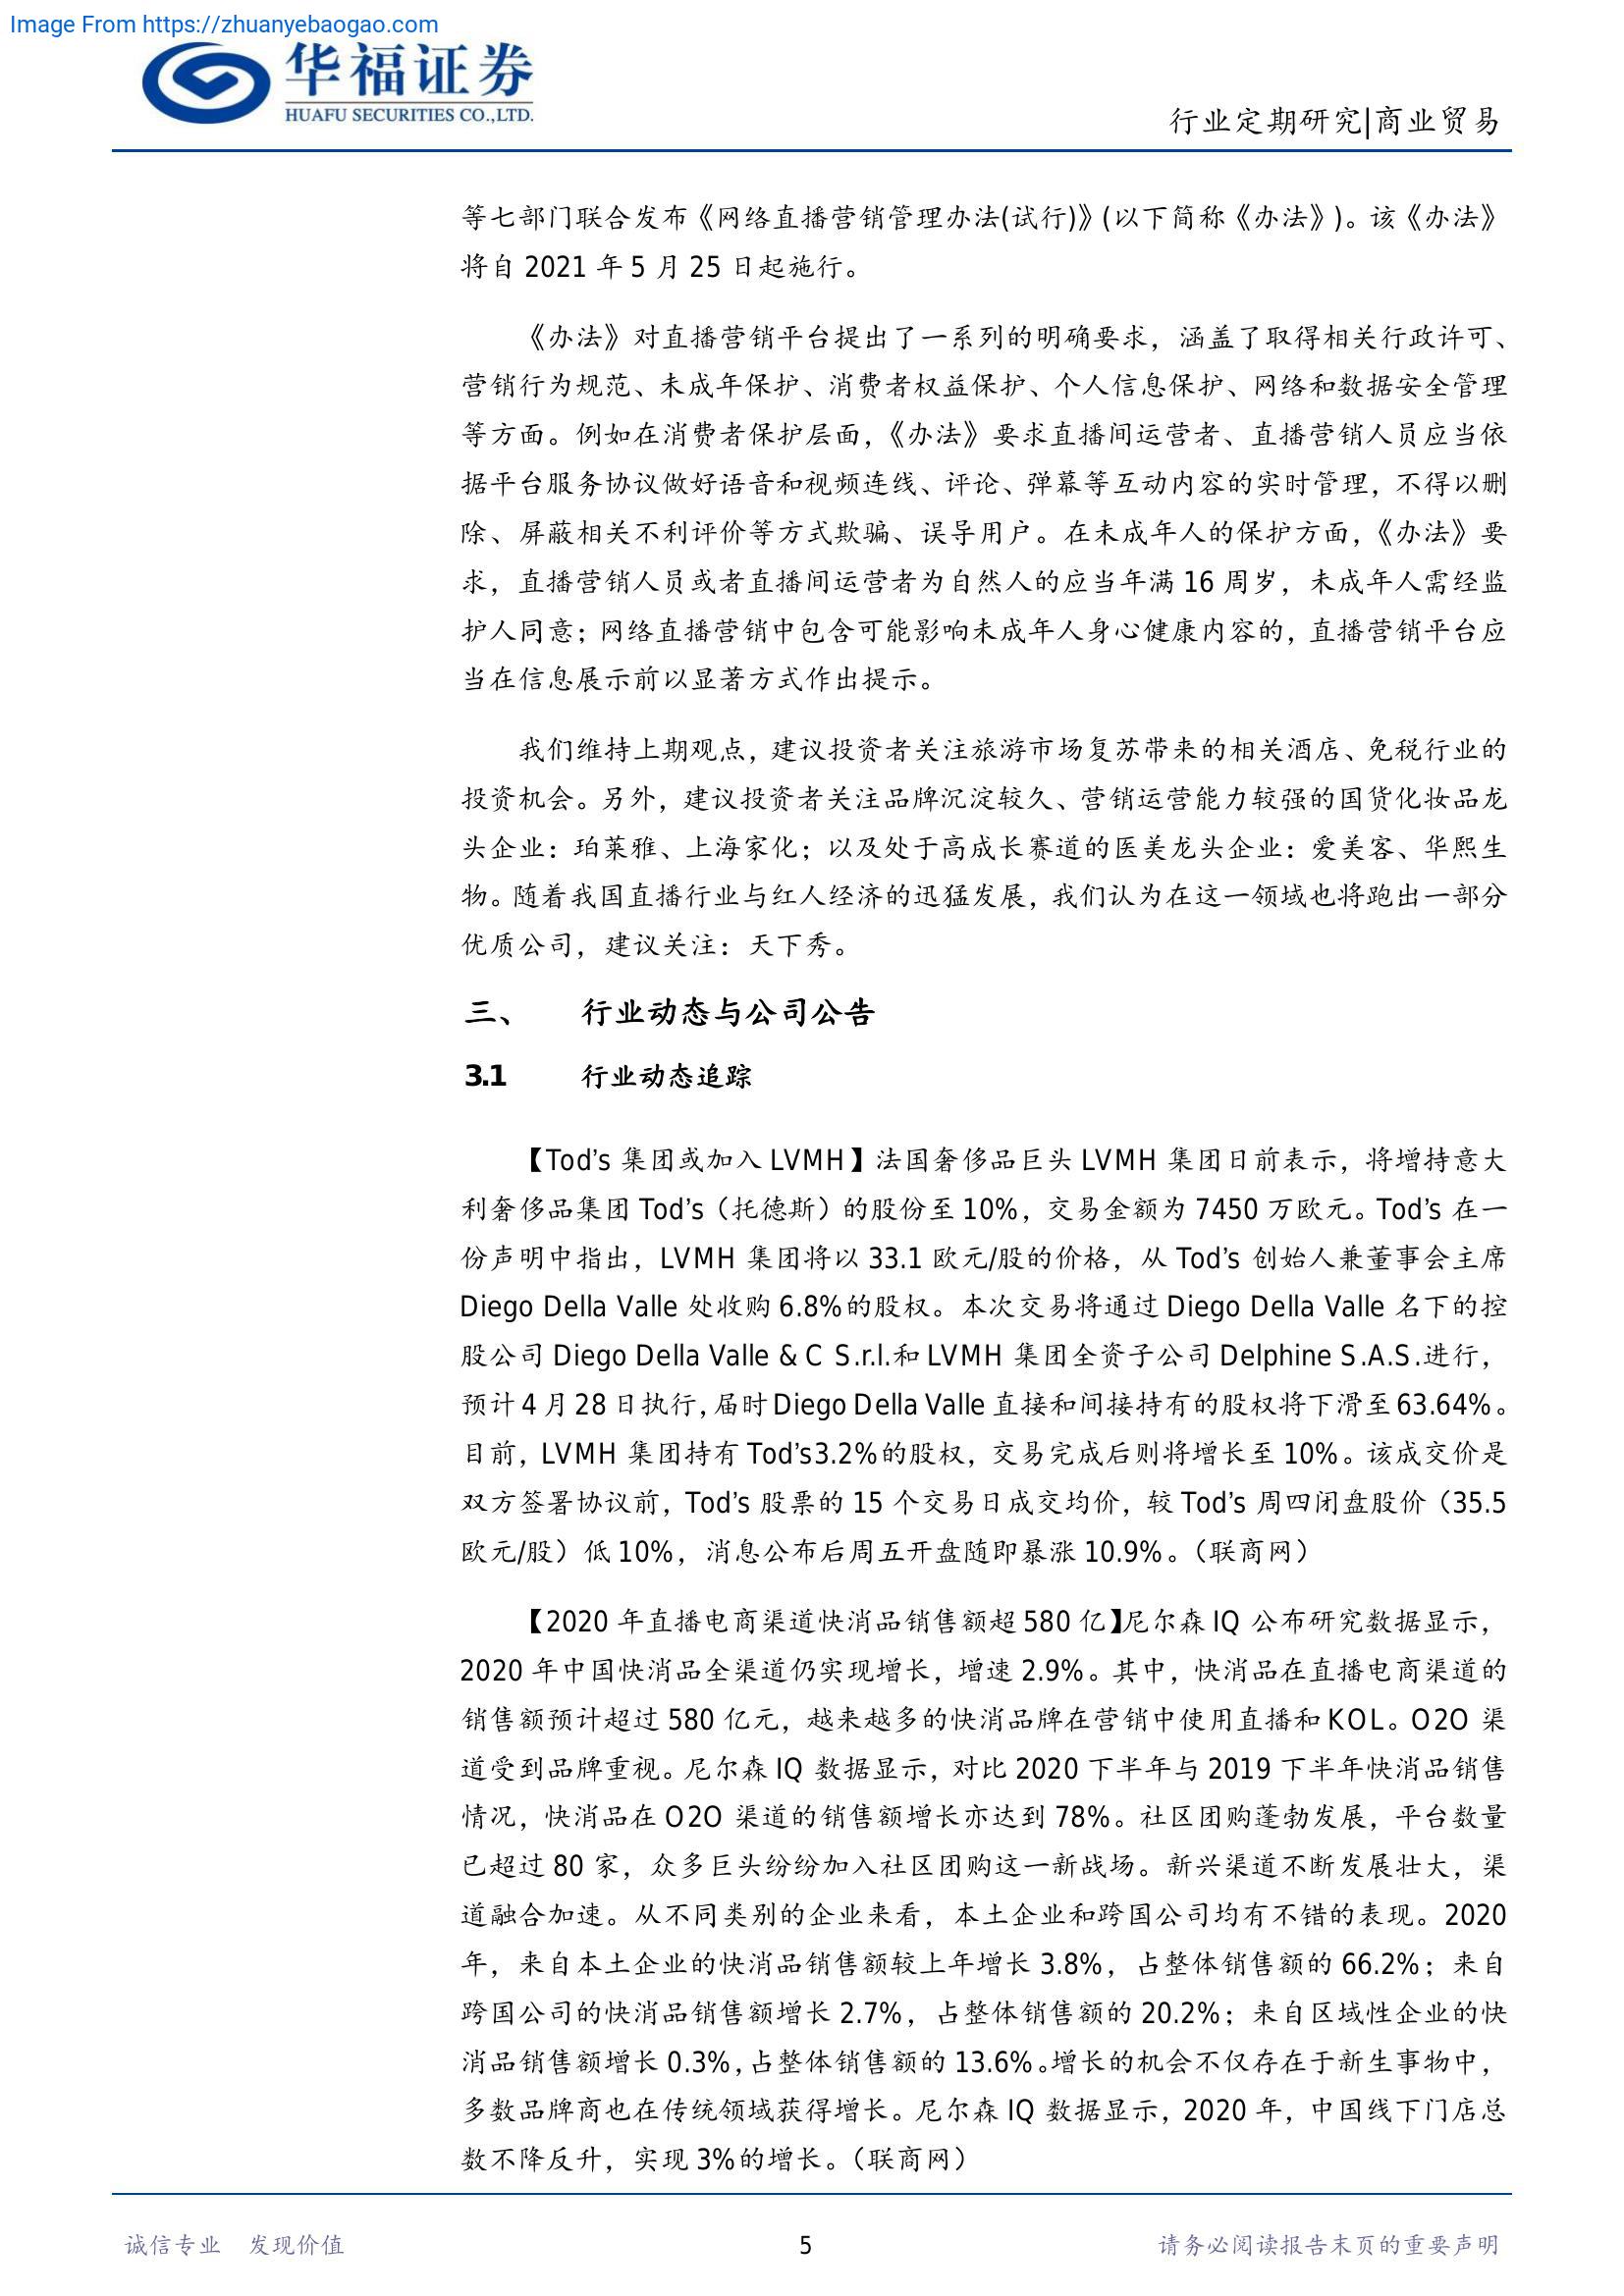 Image From https://zhuanyebaogao.com
华福证券
HUAFU SECURITIES CO.,LTD.
行业定期研究|商业贸易
等七部门联合发布《网络直播营销管理办法(试行)》(以下简称《办法》)。该《办法》
将自 2021 年 5 月 25 日起施行。
《办法》对直播营销平台提出了一系列的明确要求，涵盖了取得相关行政许可、
营销行为规范、未成年保护、消费者权益保护、个人信息保护、网络和数据安全管理
等方面。例如在消费者保护层面，《办法》要求直播间运营者、直播营销人员应当依
据平台服务协议做好语音和视频连线、评论、弹幕等互动内容的实时管理，不得以删
除、屏蔽相关不利评价等方式欺骗、误导用户。在未成年人的保护方面，《办法》要
求，直播营销人员或者直播间运营者为自然人的应当年满 16 周岁，未成年人需经监
护人同意；网络直播营销中包含可能影响未成年人身心健康内容的，直播营销平台应
当在信息展示前以显著方式作出提示。
我们维持上期观点，建议投资者关注旅游市场复苏带来的相关酒店、免税行业的
投资机会。另外，建议投资者关注品牌沉淀较久、营销运营能力较强的国货化妆品龙
头企业：珀莱雅、上海家化；以及处于高成长赛道的医美龙头企业：爱美客、华熙生
物。随着我国直播行业与红人经济的迅猛发展，我们认为在这一领域也将跑出一部分
优质公司，建议关注：天下秀。
三、 行业动态与公司公告
3.1 行业动态追踪
【Tod’s 集团或加入 LVMH】法国奢侈品巨头 LVMH 集团日前表示，将增持意大
利奢侈品集团 Tod’s（托德斯）的股份至 10%，交易金额为 7450 万欧元。Tod’s 在一
份声明中指出，LVMH 集团将以 33.1 欧元/股的价格，从 Tod’s 创始人兼董事会主席
Diego Della Valle 处收购 6.8%的股权。本次交易将通过 Diego Della Valle 名下的控
股公司 Diego Della Valle & C S.r.l.和 LVMH 集团全资子公司 Delphine S.A.S.进行，
预计 4 月 28 日执行，届时 Diego Della Valle 直接和间接持有的股权将下滑至 63.64%。
目前，LVMH 集团持有 Tod’s3.2%的股权，交易完成后则将增长至 10%。该成交价是
双方签署协议前，Tod’s 股票的 15 个交易日成交均价，较 Tod’s 周四闭盘股价（35.5
欧元/股）低 10%，消息公布后周五开盘随即暴涨 10.9%。（联商网）
【2020 年直播电商渠道快消品销售额超 580 亿】尼尔森 IQ 公布研究数据显示，
2020 年中国快消品全渠道仍实现增长，增速 2.9%。其中，快消品在直播电商渠道的
销售额预计超过 580 亿元，越来越多的快消品牌在营销中使用直播和 KOL。O2O 渠
道受到品牌重视。尼尔森 IQ 数据显示，对比 2020 下半年与 2019 下半年快消品销售
情况，快消品在 O2O 渠道的销售额增长亦达到 78%。社区团购蓬勃发展，平台数量
已超过 80 家，众多巨头纷纷加入社区团购这一新战场。新兴渠道不断发展壮大，渠
道融合加速。从不同类别的企业来看，本土企业和跨国公司均有不错的表现。2020
年，来自本土企业的快消品销售额较上年增长 3.8%，占整体销售额的 66.2%；来自
跨国公司的快消品销售额增长 2.7%，占整体销售额的 20.2%；来自区域性企业的快
消品销售额增长 0.3%，占整体销售额的 13.6%。增长的机会不仅存在于新生事物中，
多数品牌商也在传统领域获得增长。尼尔森 IQ 数据显示，2020 年，中国线下门店总
数不降反升，实现 3%的增长。（联商网）
诚信专业 发现价值 5 请务必阅读报告末页的重要声明